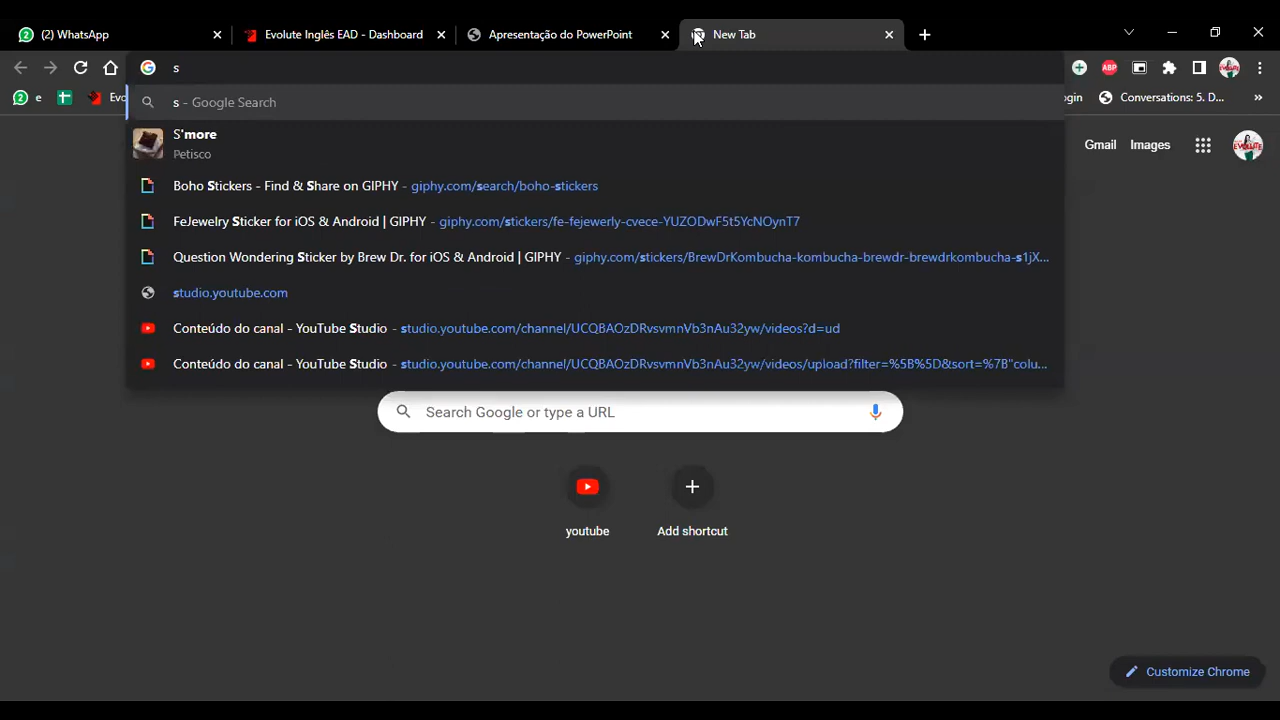 (2) WhatsApp
Evolute Inglês EAD - Dashboard
Apresentação do PowerPoint
New Tab
s
e
Evo
ogin
Conversations: 5. D...
s - Google Search
S'more
Petisco
Gmail
Images
Boho Stickers - Find & Share on GIPHY - giphy.com/search/boho-stickers
FeJewelry Sticker for iOS & Android | GIPHY - giphy.com/stickers/fe-fejewerly-cvece-YUZODwF5t5YcNOynT7
Question Wondering Sticker by Brew Dr. for iOS & Android | GIPHY - giphy.com/stickers/BrewDrKombucha-kombucha-brewdr-brewdrkombucha-s1jX...
studio.youtube.com
Conteúdo do canal - YouTube Studio - studio.youtube.com/channel/UCQBAOzDRvsvmnVb3nAu32yw/videos?d=ud
Conteúdo do canal - YouTube Studio - studio.youtube.com/channel/UCQBAOzDRvsvmnVb3nAu32yw/videos/upload?filter=%5B%5D&sort=%7B"colu...
Search Google or type a URL
youtube
Add shortcut
Customize Chrome